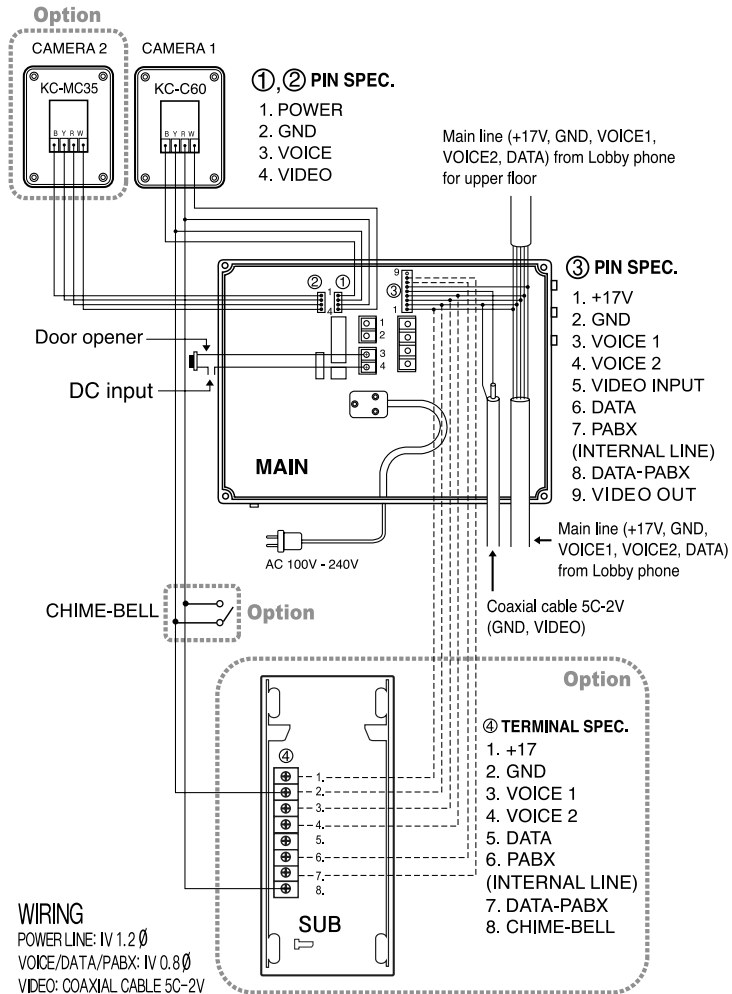 Option
CAMERA 2
CAMERA 1
KC-MC35
KC-C60
B Y R W
B Y R W
①,② PIN SPEC.
1. POWER
2. GND
3. VOICE
4. VIDEO
Main line (+17V, GND, VOICE1,
VOICE2, DATA) from Lobby phone
for upper floor
② ①
1
4
9
③
1
1
2
3
4
③ PIN SPEC.
1. +17V
2. GND
3. VOICE 1
4. VOICE 2
5. VIDEO INPUT
6. DATA
7. PABX
(INTERNAL LINE)
8. DATA-PABX
9. VIDEO OUT
Door opener
DC input
MAIN
AC 100V - 240V
Main line (+17V, GND,
VOICE1, VOICE2, DATA)
from Lobby phone
Coaxial cable 5C-2V
(GND, VIDEO)
CHIME-BELL
Option
Option
④
1.
2.
3.
4.
5.
6.
7.
8.
SUB
④ TERMINAL SPEC.
1. +17
2. GND
3. VOICE 1
4. VOICE 2
5. DATA
6. PABX
(INTERNAL LINE)
7. DATA-PABX
8. CHIME-BELL
WIRING
POWER LINE: IV 1.2 Ø
VOICE/DATA/PABX: IV 0.8 Ø
VIDEO: COAXIAL CABLE 5C-2V